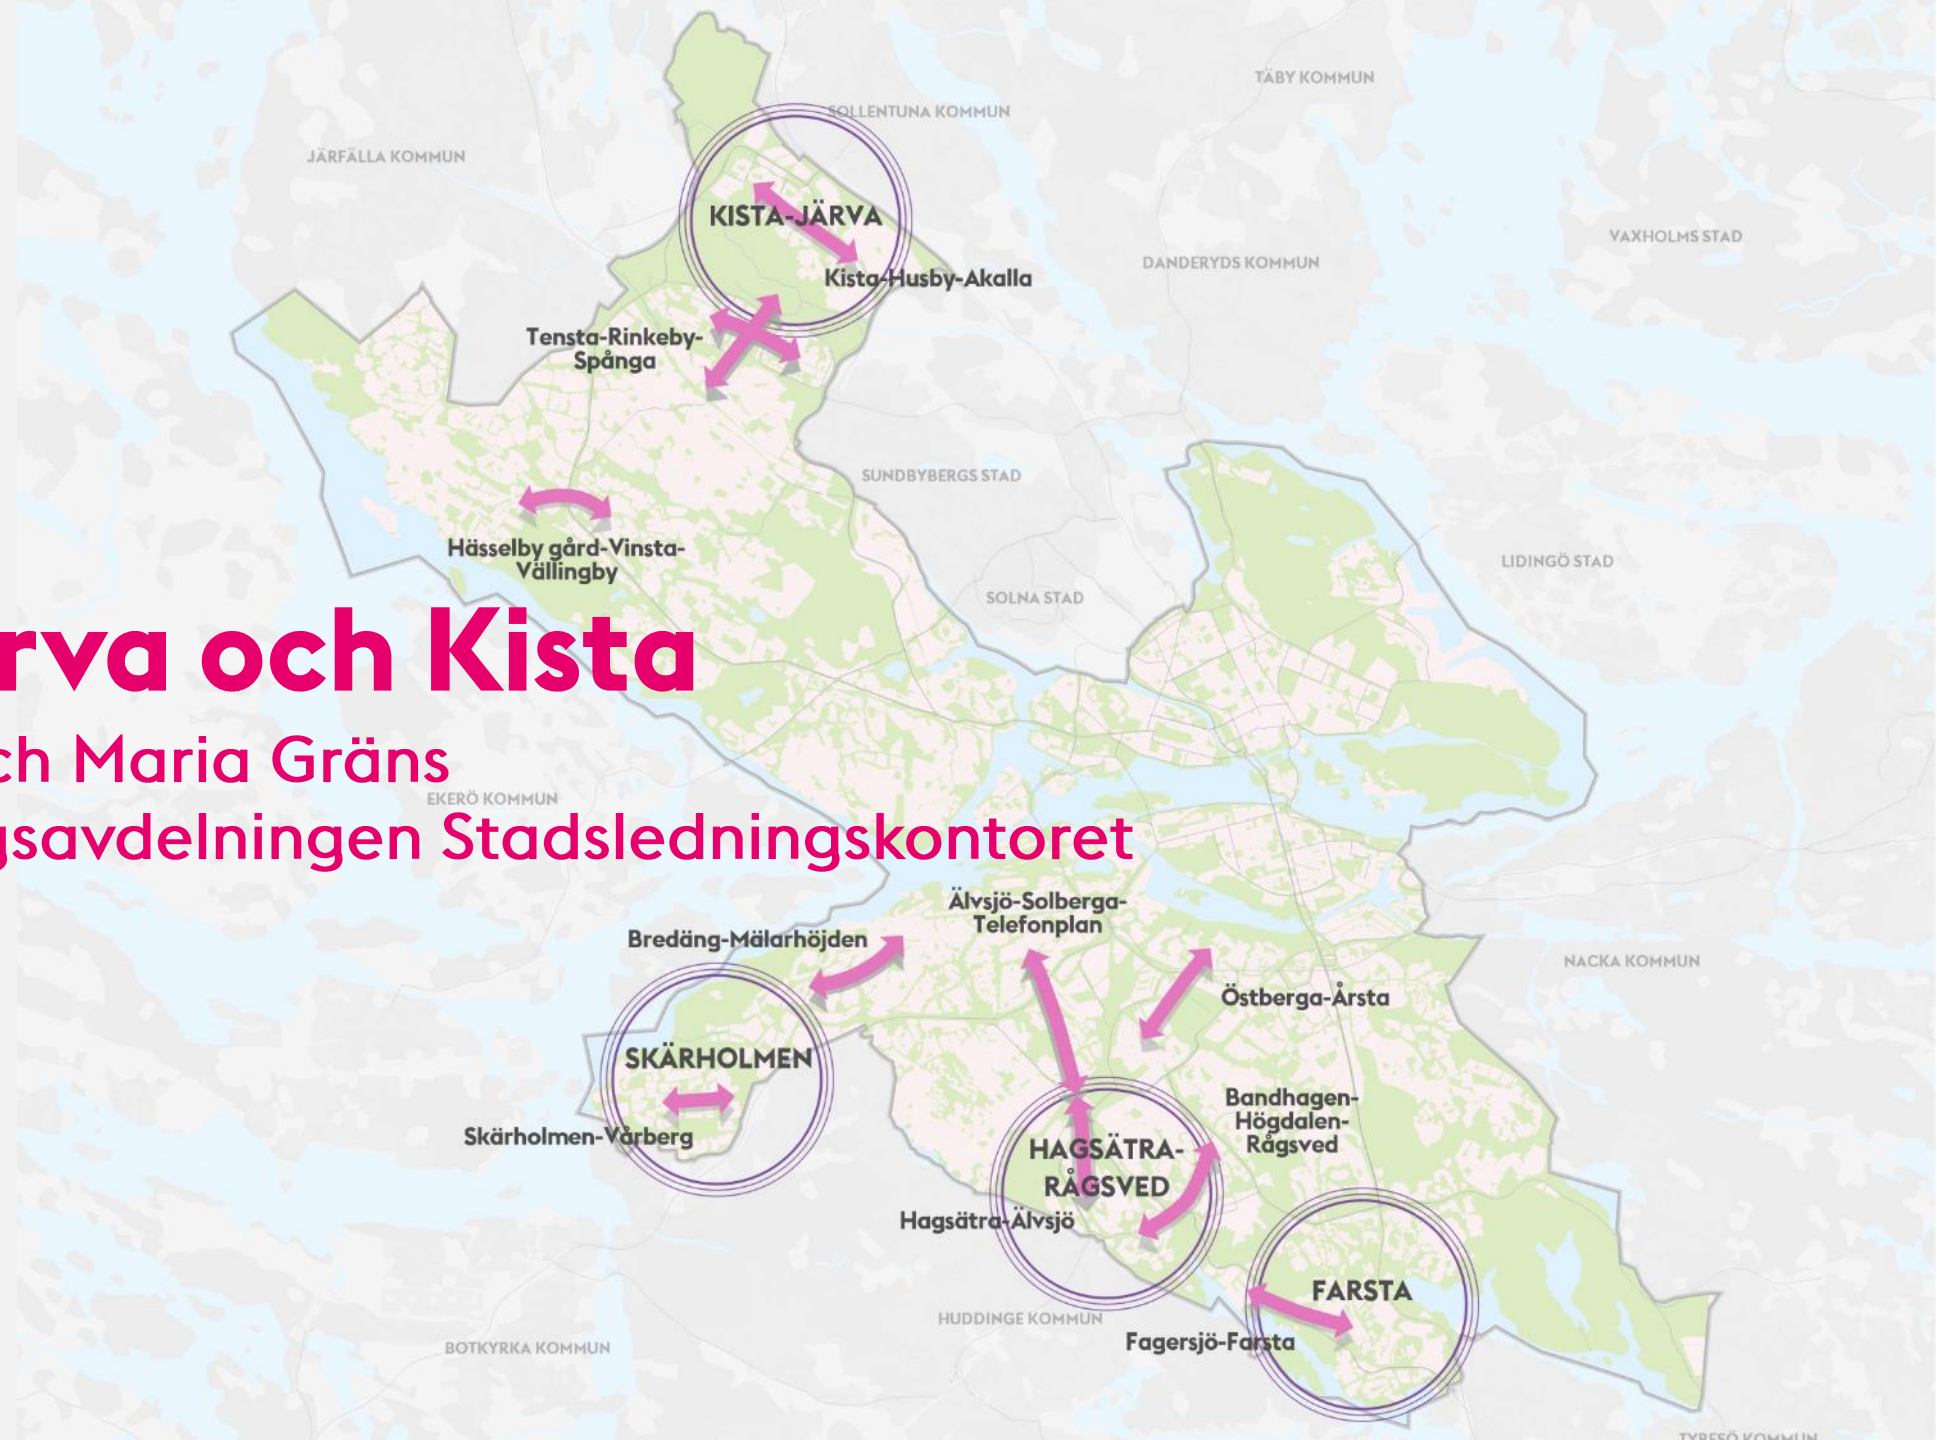 TÄBY KOMMUN
SOLLENTUNA KOMMUN
JÄRFÄLLA KOMMUN
KISTA-JÄRVA
VAXHOLMS STAD
DANDERYDS KOMMUN
Kista-Husby-Akalla
Tensta-Rinkeby-
Spånga
SUNDBYBERGS STAD
Hässelby gård-Vinsta-
Vällingby
LIDINGÖ STAD
SOLNA STAD
rva och Kista
ch Maria Gräns
EKERÖ KOMMUN
gsavdelningen Stadsledningskontoret
Älvsjö-Solberga-
Telefonplan
Bredäng-Mälarhöjden
NACKA KOMMUN
Östberga-Årsta
SKÄRHOLMEN
Skärholmen-Vårberg
Bandhagen-
Högdalen-
Rågsved
HAGSÄTRA-
RÅGSVED
Hagsätra-Älvsjö
FARSTA
HUDDINGE KOMMUN
Fagersjö-Farsta
BOTKYRKA KOMMUN
TYRESÖ KOMMUN